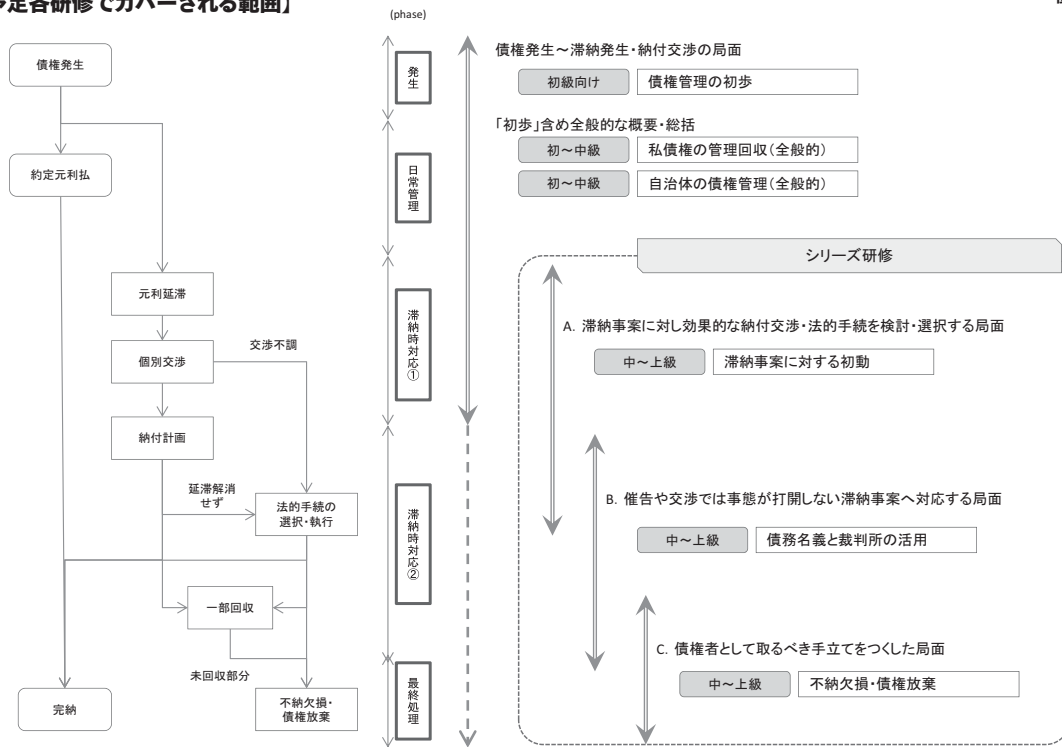 定各研修でカバーされる範囲】
(phase)
債権発生
約定元利払
元利延滞
個別交渉
交渉不調
納付計画
延滞解消
せず
法的手続の
選択・執行
一部回収
未回収部分
完納
不納欠損・
債権放棄
発生
日常管理
滞納時対応①
滞納時対応②
最終処理
債権発生～滞納発生・納付交渉の局面
初級向け
債権管理の初歩
「初歩」含め全般的な概要・総括
初～中級
私債権の管理回収(全般的)
初～中級
自治体の債権管理(全般的)
シリーズ研修
A. 滞納事案に対し効果的な納付交渉・法的手続を検討・選択する局面
中～上級
滞納事案に対する初動
B. 催告や交渉では事態が打開しない滞納事案へ対応する局面
中～上級
債務名義と裁判所の活用
C. 債権者として取るべき手立てをつくした局面
中～上級
不納欠損・債権放棄